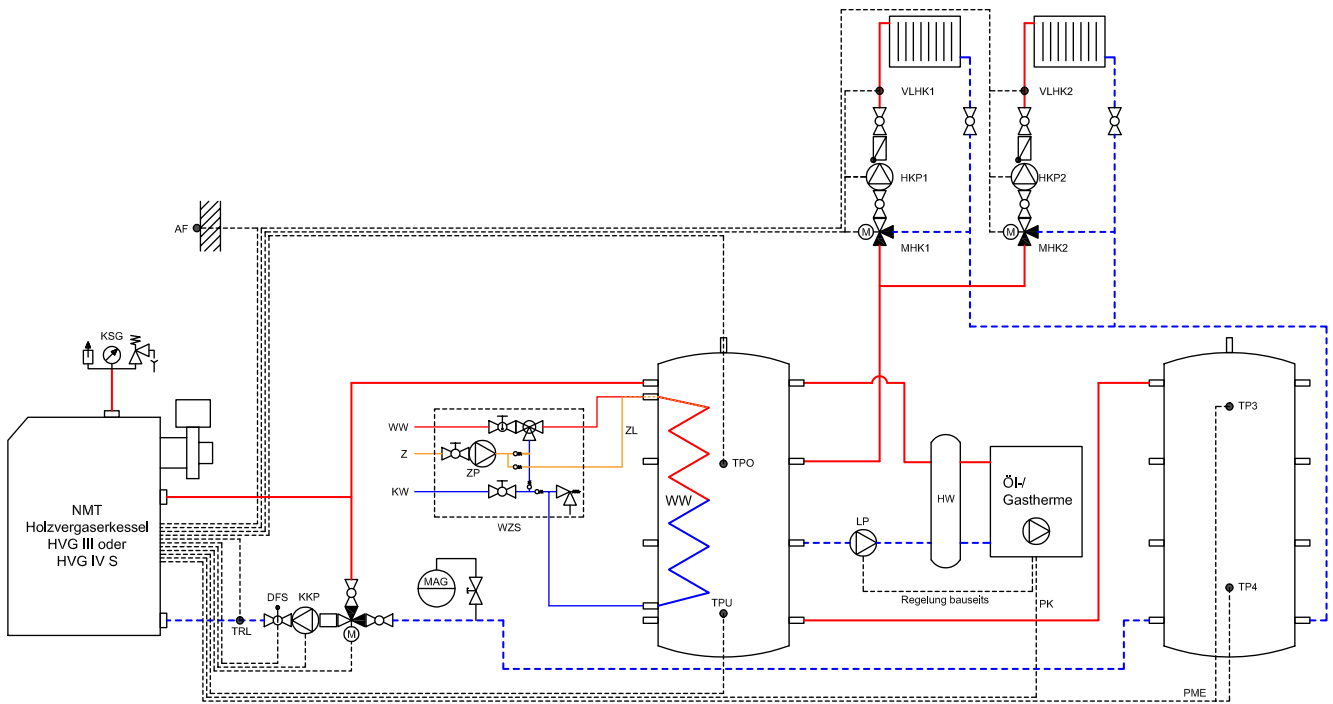 VLHK1
VLHK2
HKP1
HKP2
AF
M
M
MHK1
MHK2
KSG
TP3
WW
ZL
Z
ZP
TPO
KW
WW
HW
Öl-/
Gastherme
NMT
Holzvergaserkessel
HVG III oder
HVG IV S
WZS
LP
MAG
DFS
KKP
Regelung bauseits
PK
TP4
TPU
TRL
M
PME